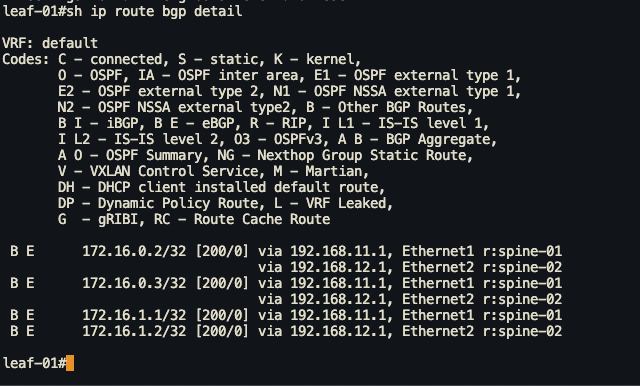 leaf-01#sh ip route bgp detail
VRF: default
Codes: C - connected, S - static, K - kernel,
O - OSPF, IA - OSPF inter area, E1 - OSPF external type 1,
E2 - OSPF external type 2, N1 - OSPF NSSA external type 1,
N2 - OSPF NSSA external type2, B - Other BGP Routes,
B I - iBGP, B E - eBGP, R - RIP, I L1 - IS-IS level 1,
I L2 - IS-IS level 2, O3 - OSPFv3, A B - BGP Aggregate,
A O - OSPF Summary, NG - Nexthop Group Static Route,
V - VXLAN Control Service, M - Martian,
DH - DHCP client installed default route,
DP - Dynamic Policy Route, L - VRF Leaked,
G  - gRIBI, RC - Route Cache Route
B E      172.16.0.2/32 [200/0] via 192.168.11.1, Ethernet1 r:spine-01
via 192.168.12.1, Ethernet2 r:spine-02
B E      172.16.0.3/32 [200/0] via 192.168.11.1, Ethernet1 r:spine-01
via 192.168.12.1, Ethernet2 r:spine-02
B E      172.16.1.1/32 [200/0] via 192.168.11.1, Ethernet1 r:spine-01
B E      172.16.1.2/32 [200/0] via 192.168.12.1, Ethernet2 r:spine-02
leaf-01#